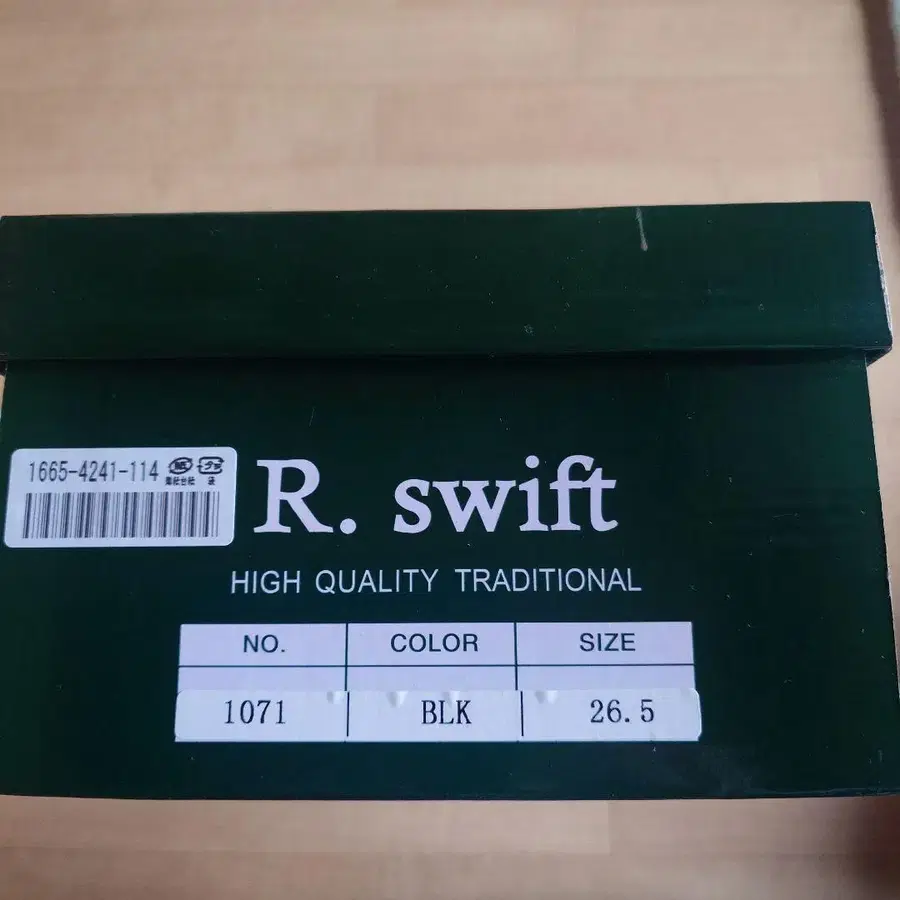 1665-4241-114
R. swift
HIGH QUALITY TRADITIONAL
NO. COLOR SIZE
1071 BLK 26.5